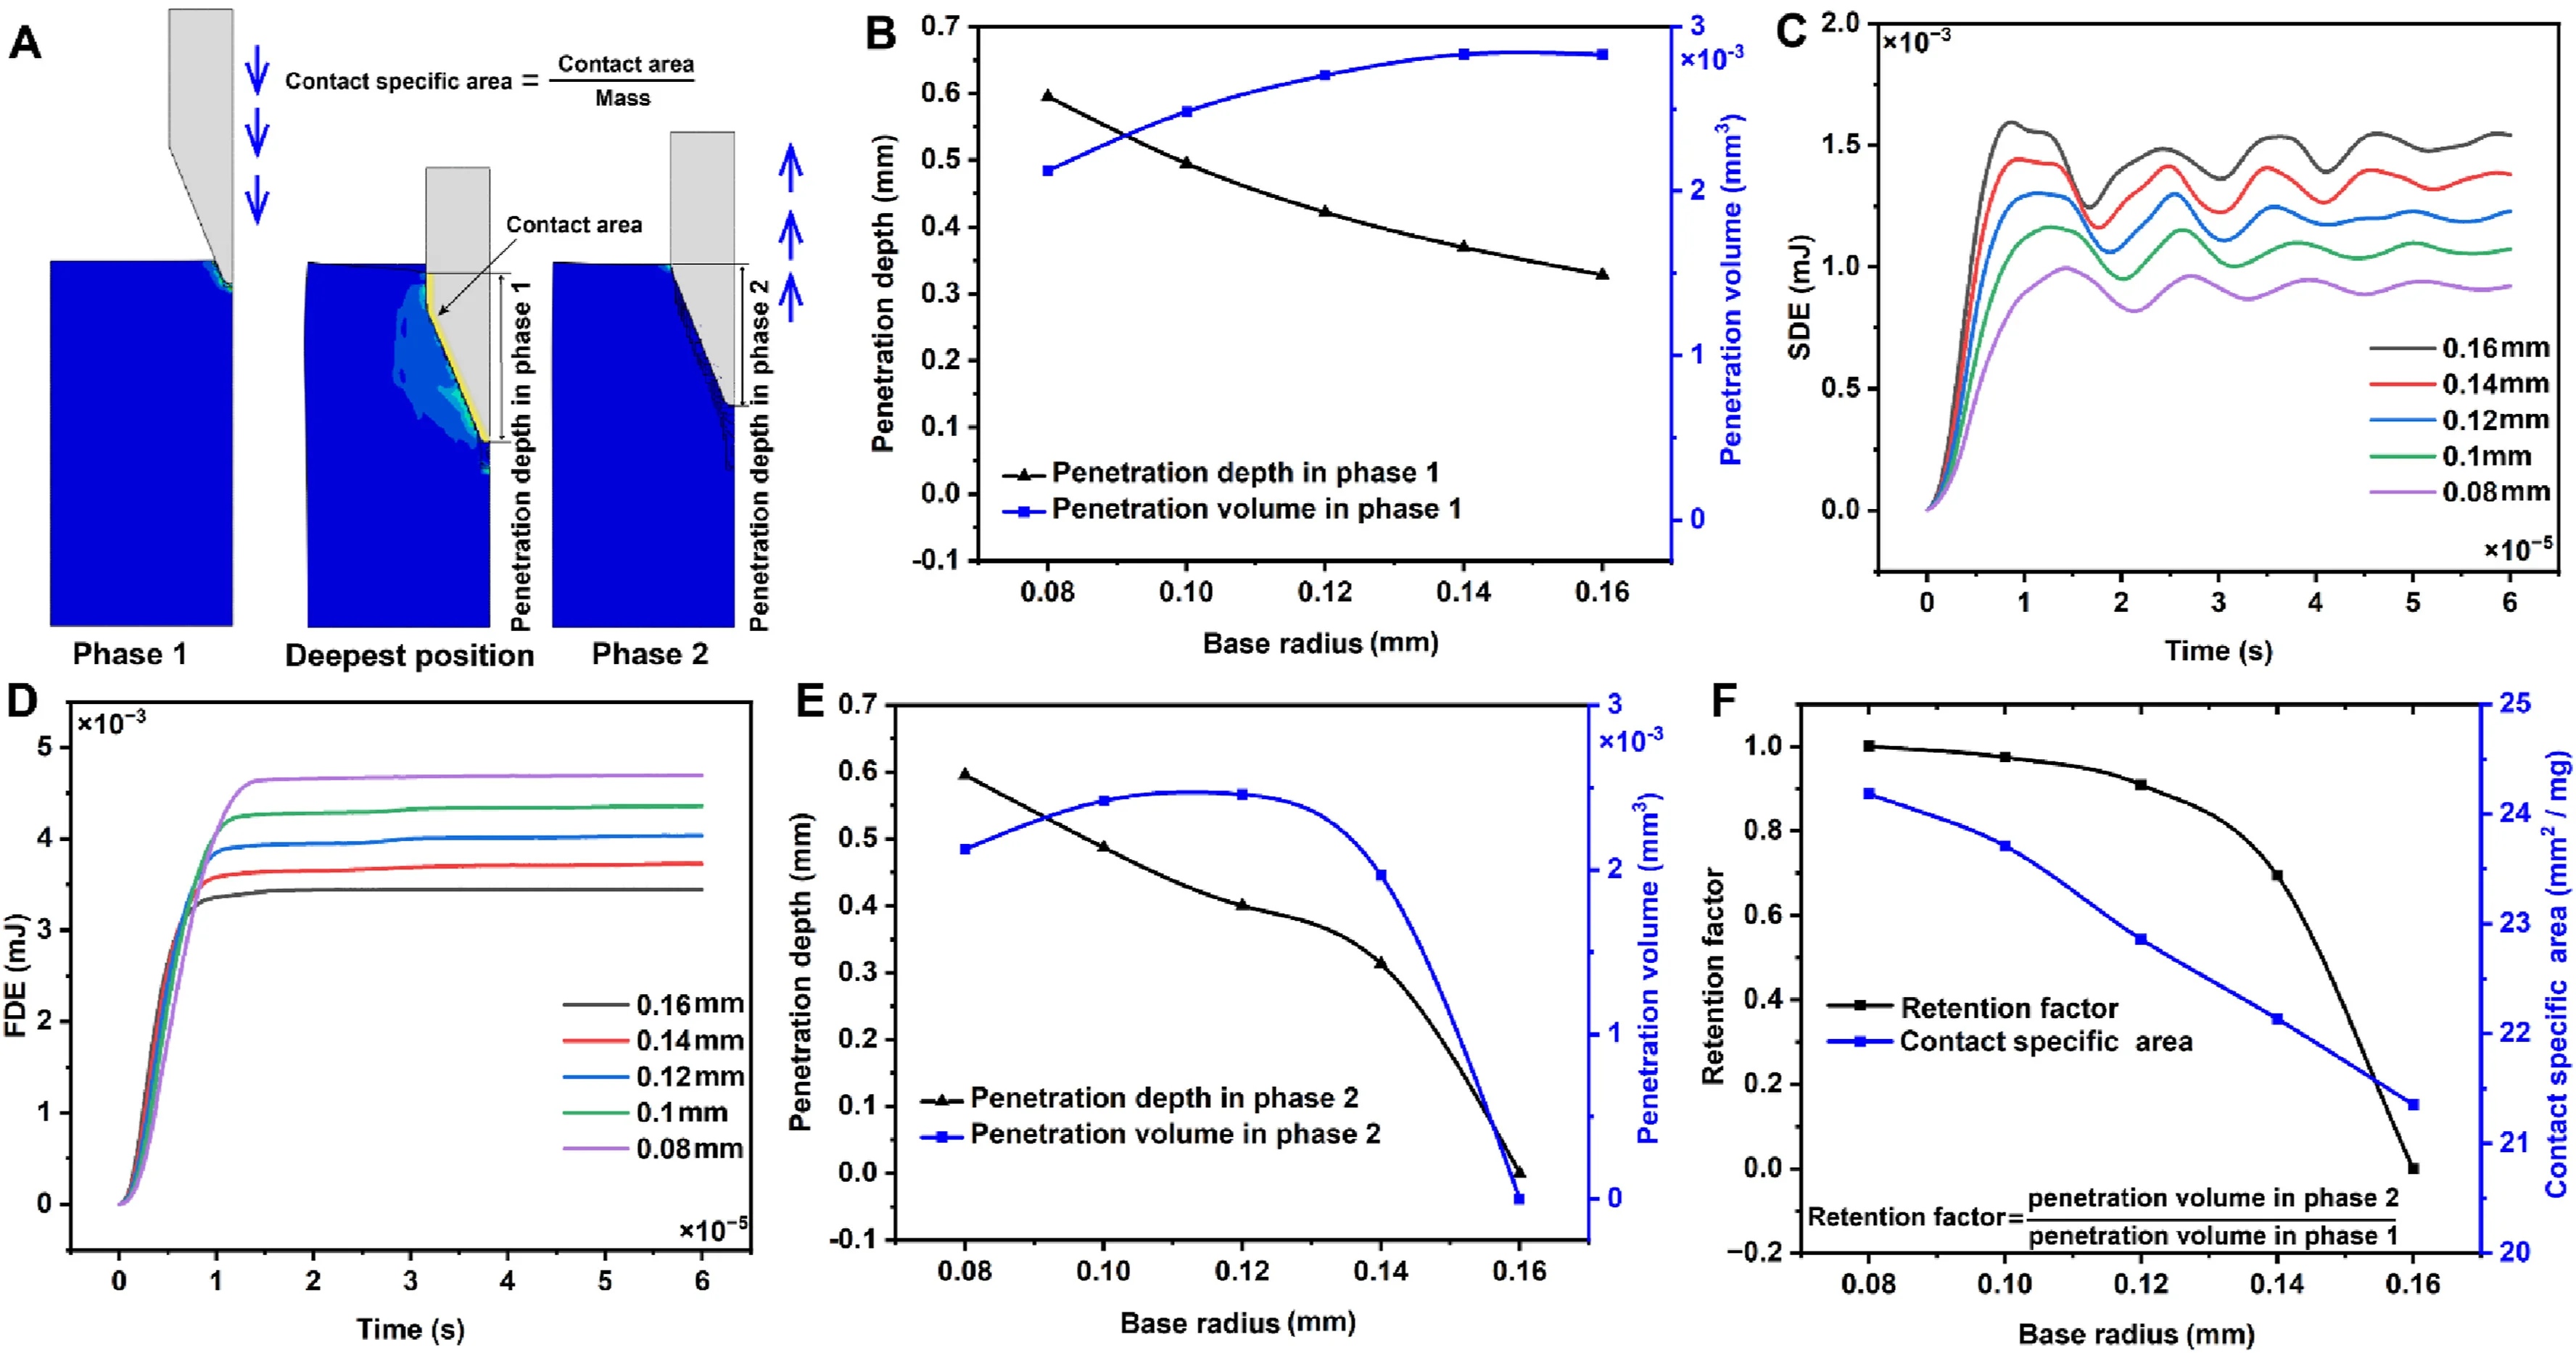 A
Contact specific area = Contact area / Mass
Contact area
Penetration depth in phase 1
Penetration depth in phase 2
Phase 1
Deepest position
Phase 2
B
0.7
0.6
0.5
0.4
0.3
0.2
0.1
0.0
-0.1
Penetration depth (mm)
3
×10⁻³
2
1
0
Penetration volume (mm³)
Penetration depth in phase 1
Penetration volume in phase 1
0.08 0.10 0.12 0.14 0.16
Base radius (mm)
C
2.0
1.5
1.0
0.5
0.0
×10⁻³
SDE (mJ)
0.16mm
0.14mm
0.12mm
0.1mm
0.08mm
×10⁻⁵
0 1 2 3 4 5 6
Time (s)
D
×10⁻³
5
4
3
2
1
0
FDE (mJ)
0.16mm
0.14mm
0.12mm
0.1mm
0.08mm
×10⁻⁵
0 1 2 3 4 5 6
Time (s)
E
0.7
0.6
0.5
0.4
0.3
0.2
0.1
0.0
-0.1
Penetration depth (mm)
3
×10⁻³
2
1
0
Penetration volume (mm³)
Penetration depth in phase 2
Penetration volume in phase 2
0.08 0.10 0.12 0.14 0.16
Base radius (mm)
F
1.0
0.8
0.6
0.4
0.2
0.0
−0.2
Retention factor
25
24
23
22
21
20
Contact specific area (mm² / mg)
Retention factor
Contact specific area
Retention factor= penetration volume in phase 2 / penetration volume in phase 1
0.08 0.10 0.12 0.14 0.16
Base radius (mm)